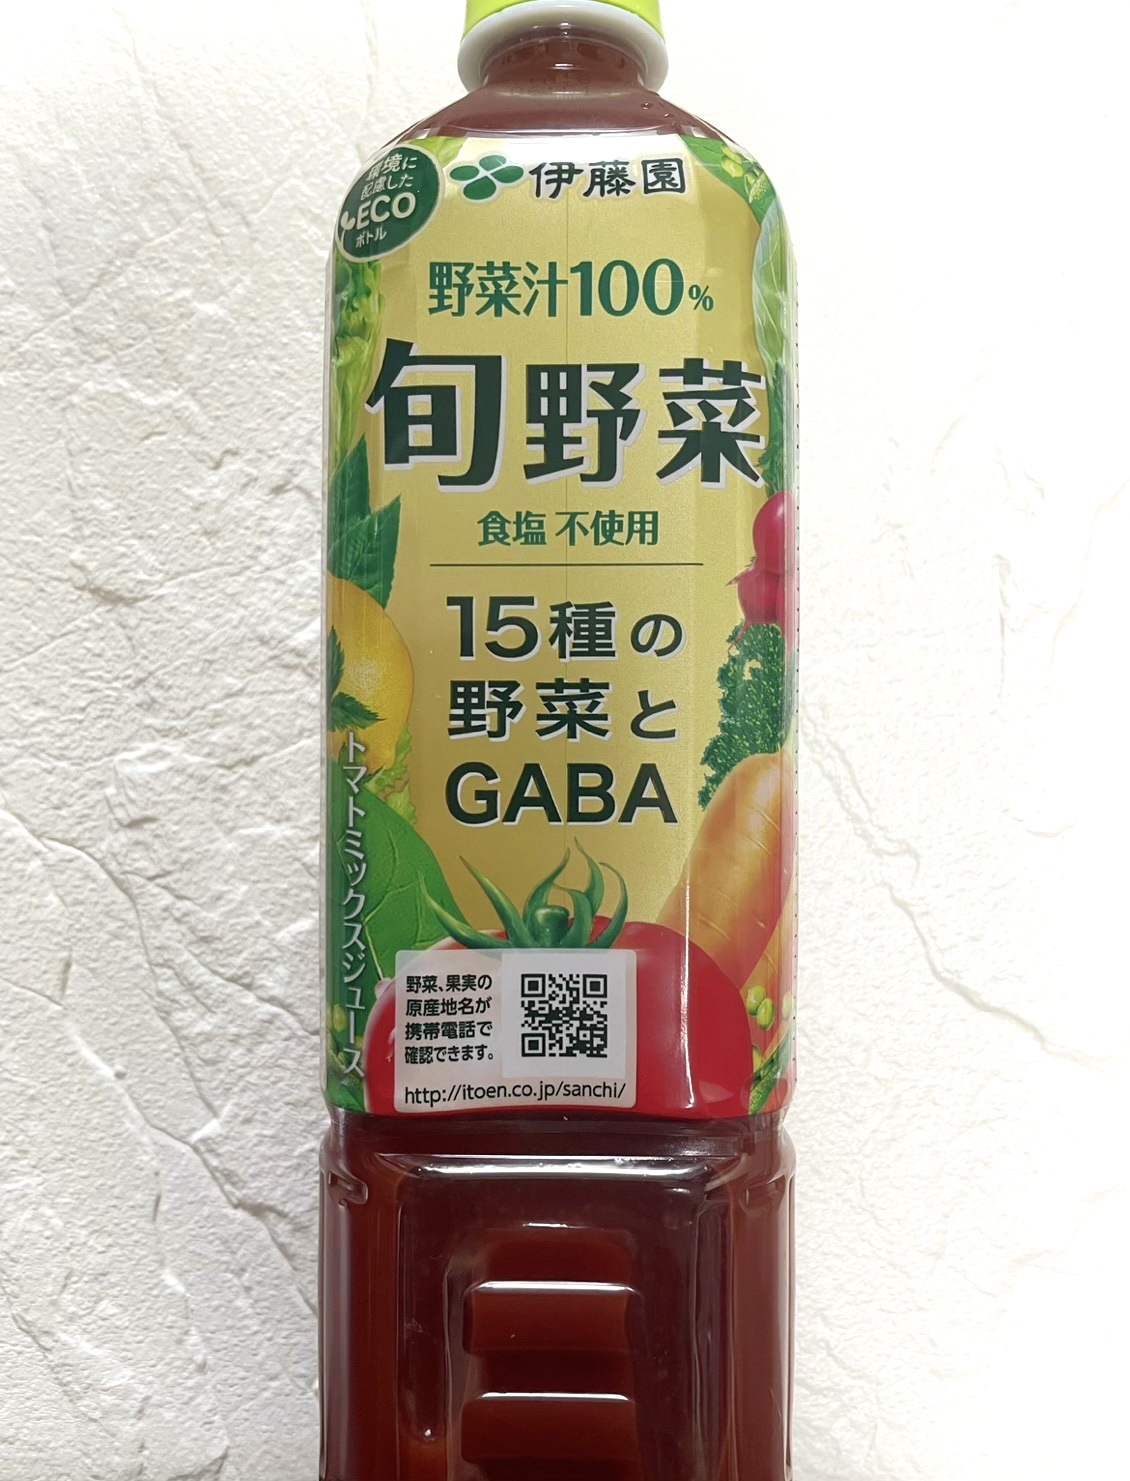 環境に
配慮した
ECO
ボトル
伊藤園
野菜汁100%
旬野菜
食塩 不使用
15種の
野菜と
GABA
トマトミックスジュース
野菜、果実の
原産地名が
携帯電話で
確認できます。
http://itoen.co.jp/sanchi/